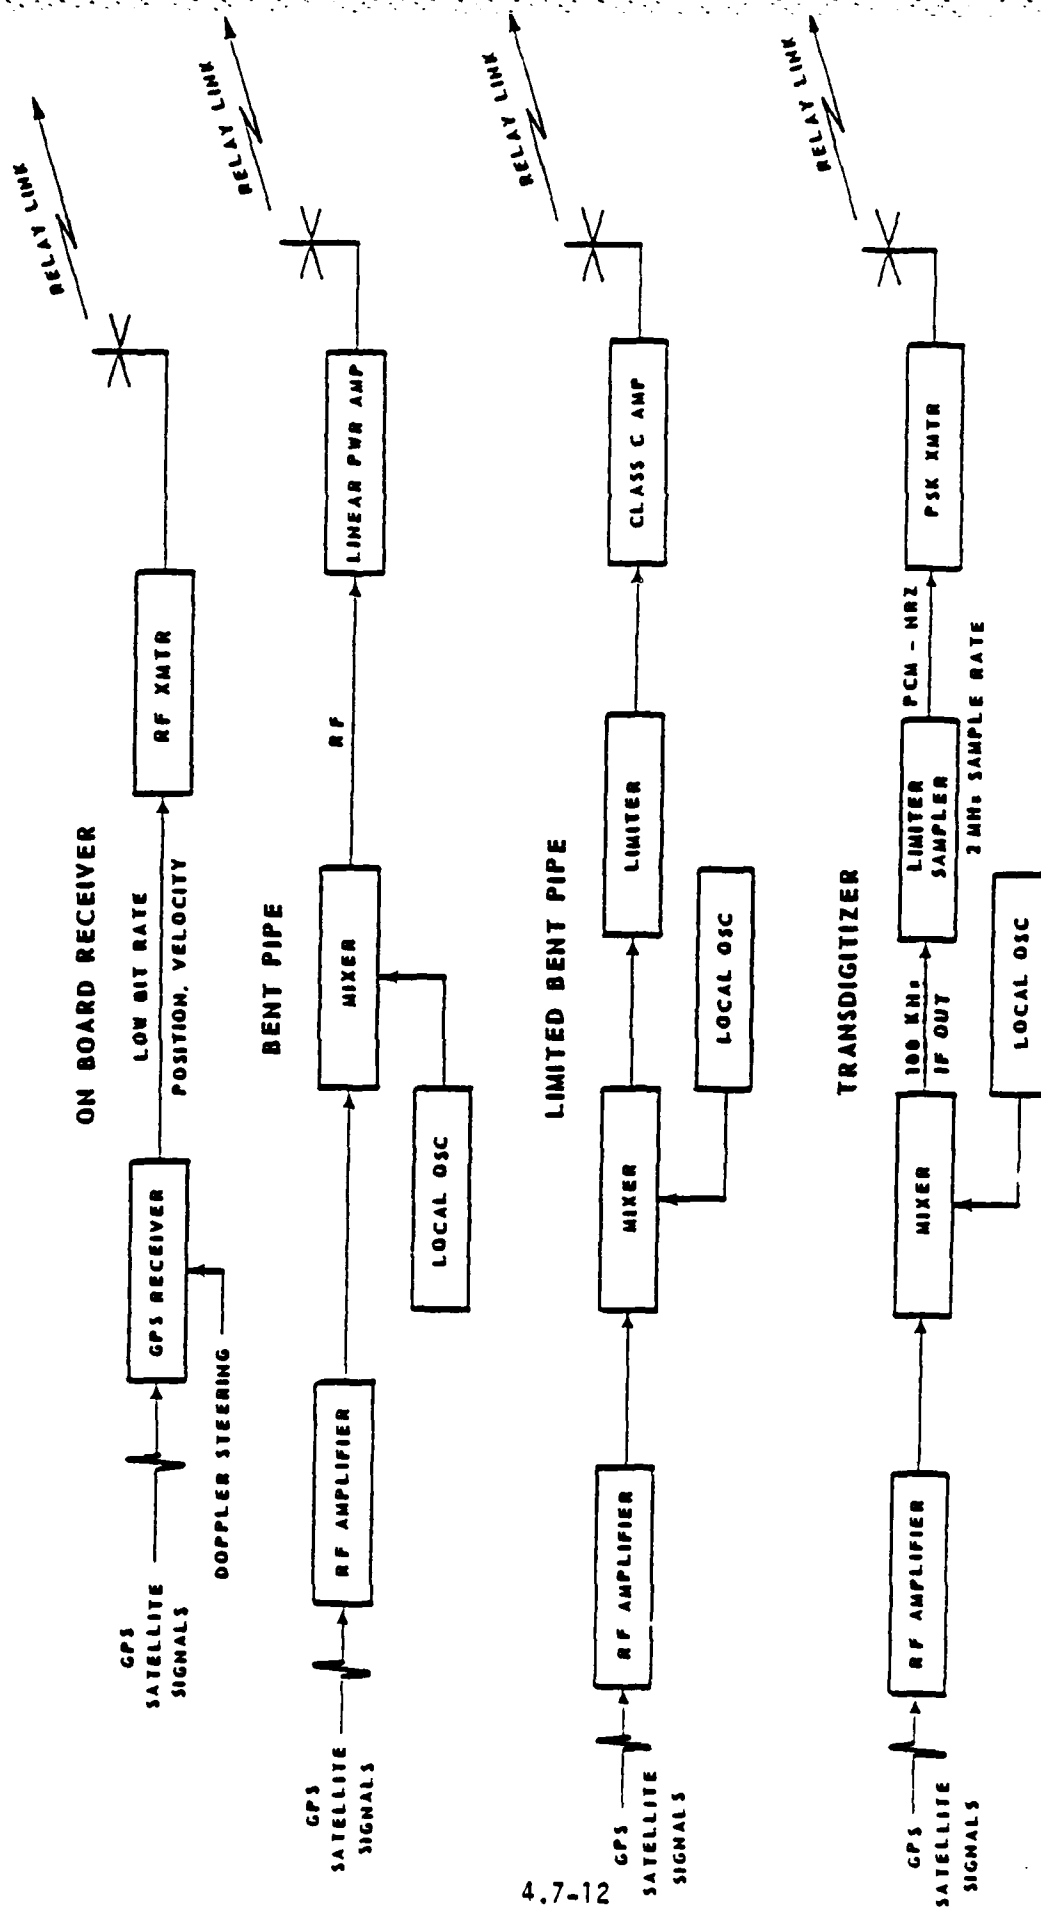 ON BOARD RECEIVER
GPS
SATELLITE
SIGNALS
DOPPLER STEERING
GPS RECEIVER
LOW BIT RATE
POSITION, VELOCITY
RF XMTR
RELAY LINK
BENT PIPE
GPS
SATELLITE
SIGNALS
RF AMPLIFIER
MIXER
LOCAL OSC
RF
LINEAR PWR AMP
RELAY LINK
LIMITED BENT PIPE
GPS
SATELLITE
SIGNALS
RF AMPLIFIER
MIXER
LOCAL OSC
LIMITER
CLASS C AMP
RELAY LINK
TRANSDIGITIZER
GPS
SATELLITE
SIGNALS
RF AMPLIFIER
MIXER
100 KHz
IF OUT
LOCAL OSC
LIMITER
SAMPLER
PCM - NRZ
2 MHz SAMPLE RATE
PSK XMTR
RELAY LINK
4.7-12